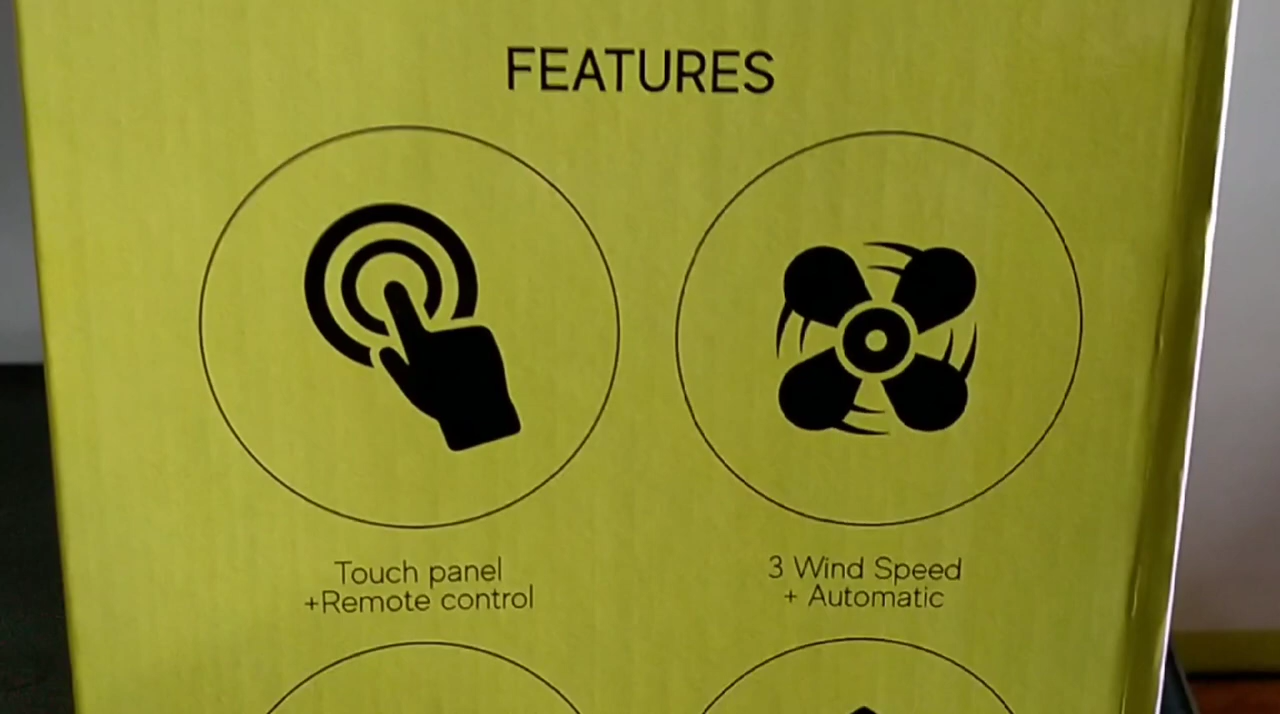 FEATURES
Touch panel
+Remote control
3 Wind Speed
+ Automatic